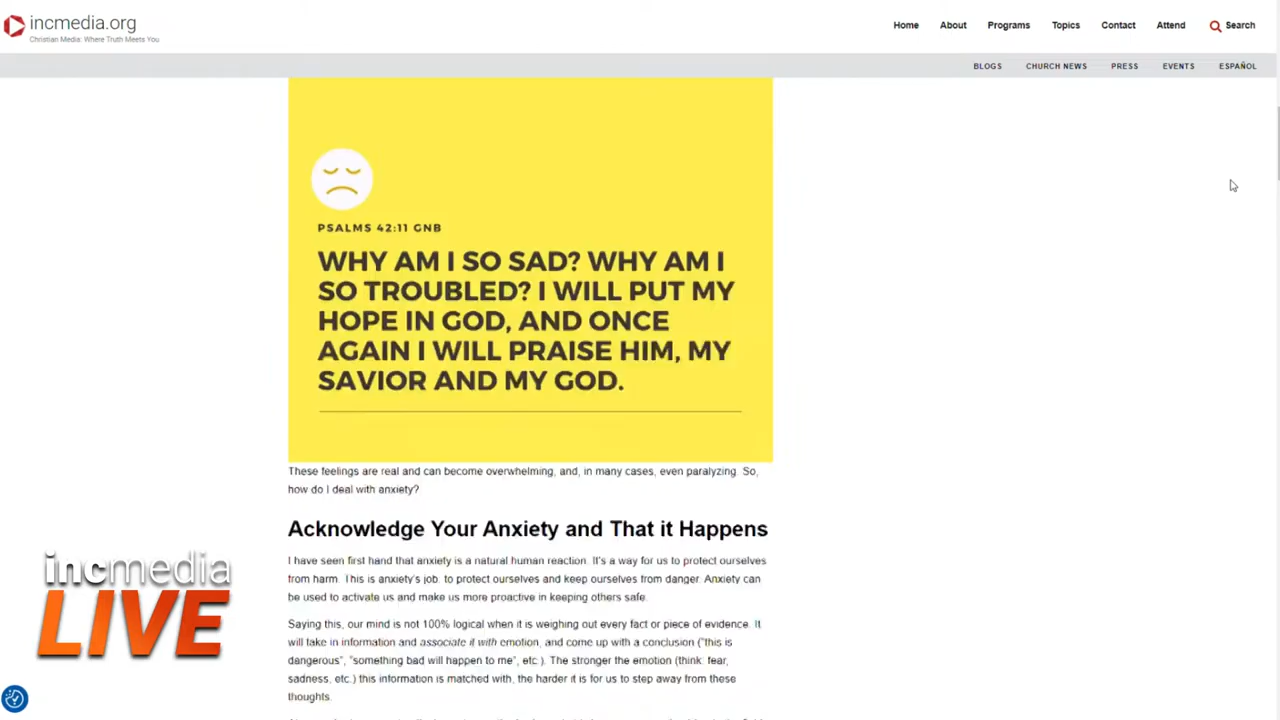 incmedia.org
Christian Media: Where Truth Meets You
Home About Programs Topics Contact Attend Search
BLOGS CHURCH NEWS PRESS EVENTS ESPAÑOL
PSALMS 42:11 GNB
WHY AM I SO SAD? WHY AM I
SO TROUBLED? I WILL PUT MY
HOPE IN GOD, AND ONCE
AGAIN I WILL PRAISE HIM, MY
SAVIOR AND MY GOD.
These feelings are real and can become overwhelming, and, in many cases, even paralyzing. So,
how do I deal with anxiety?
Acknowledge Your Anxiety and That it Happens
I have seen first hand that anxiety is a natural human reaction. It's a way for us to protect ourselves
from harm. This is anxiety's job: to protect ourselves and keep ourselves from danger. Anxiety can
be used to activate us and make us more proactive in keeping others safe.
Saying this, our mind is not 100% logical when it is weighing out every fact or piece of evidence. It
will take in information and associate it with emotion, and come up with a conclusion ("this is
dangerous", "something bad will happen to me", etc.). The stronger the emotion (think: fear,
sadness, etc.) this information is matched with, the harder it is for us to step away from these
thoughts.
incmedia
LIVE